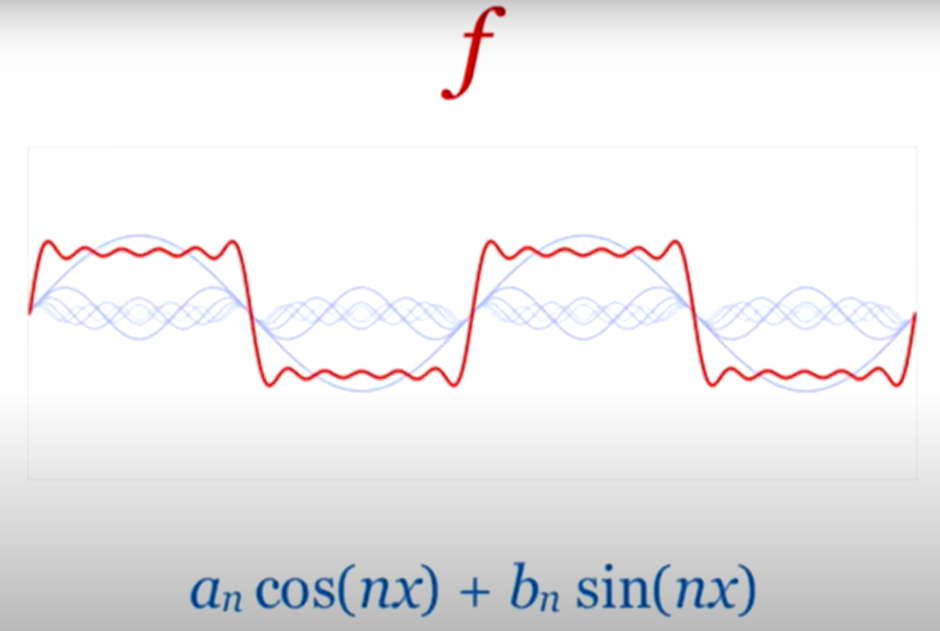 f
aₙ cos(nx) + bₙ sin(nx)